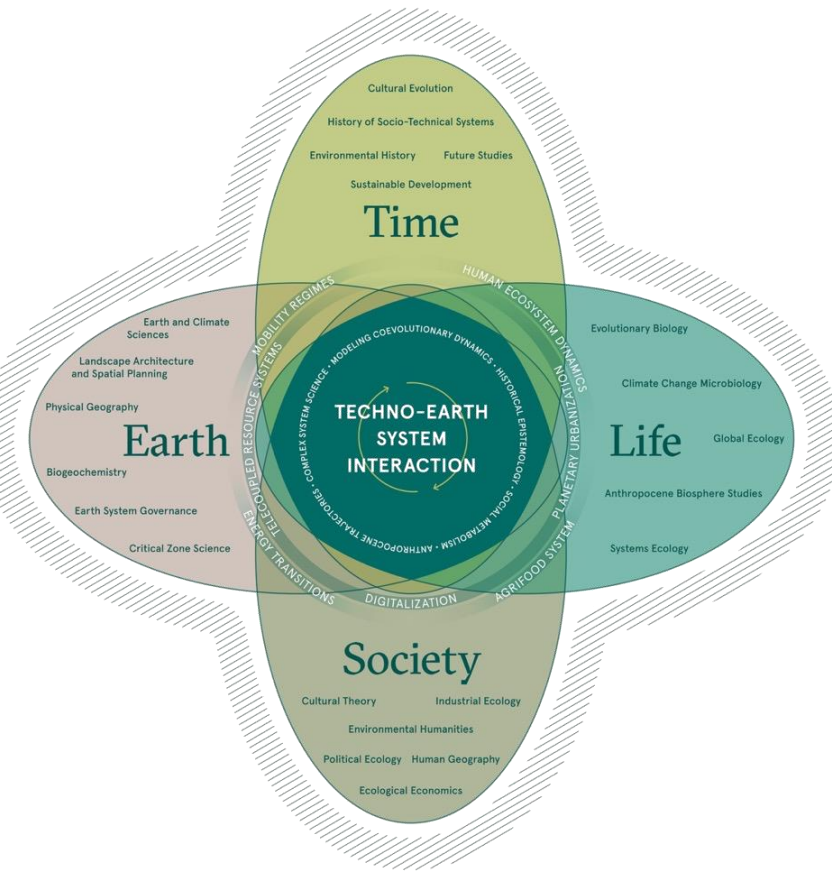 Cultural Evolution
History of Socio-Technical Systems
Environmental History
Future Studies
Sustainable Development
Time
MOBILITY REGIMES
HUMAN ECOSYSTEM DYNAMICS
Earth and Climate
Sciences
Landscape Architecture
and Spatial Planning
Physical Geography
Earth
Biogeochemistry
Earth System Governance
Critical Zone Science
TELECOUPLED RESOURCE SYSTEMS
ENERGY TRANSITIONS
COMPLEX SYSTEM SCIENCE • MODELING COEVOLUTIONARY DYNAMICS • HISTORICAL EPISTEMOLOGY • SOCIAL METABOLISM • ANTHROPOCENE TRAJECTORIES •
TECHNO-EARTH
SYSTEM
INTERACTION
PLANETARY URBANIZATION
AGRIFOOD SYSTEM
DIGITALIZATION
Evolutionary Biology
Climate Change Microbiology
Life
Global Ecology
Anthropocene Biosphere Studies
Systems Ecology
Society
Cultural Theory
Industrial Ecology
Environmental Humanities
Political Ecology
Human Geography
Ecological Economics